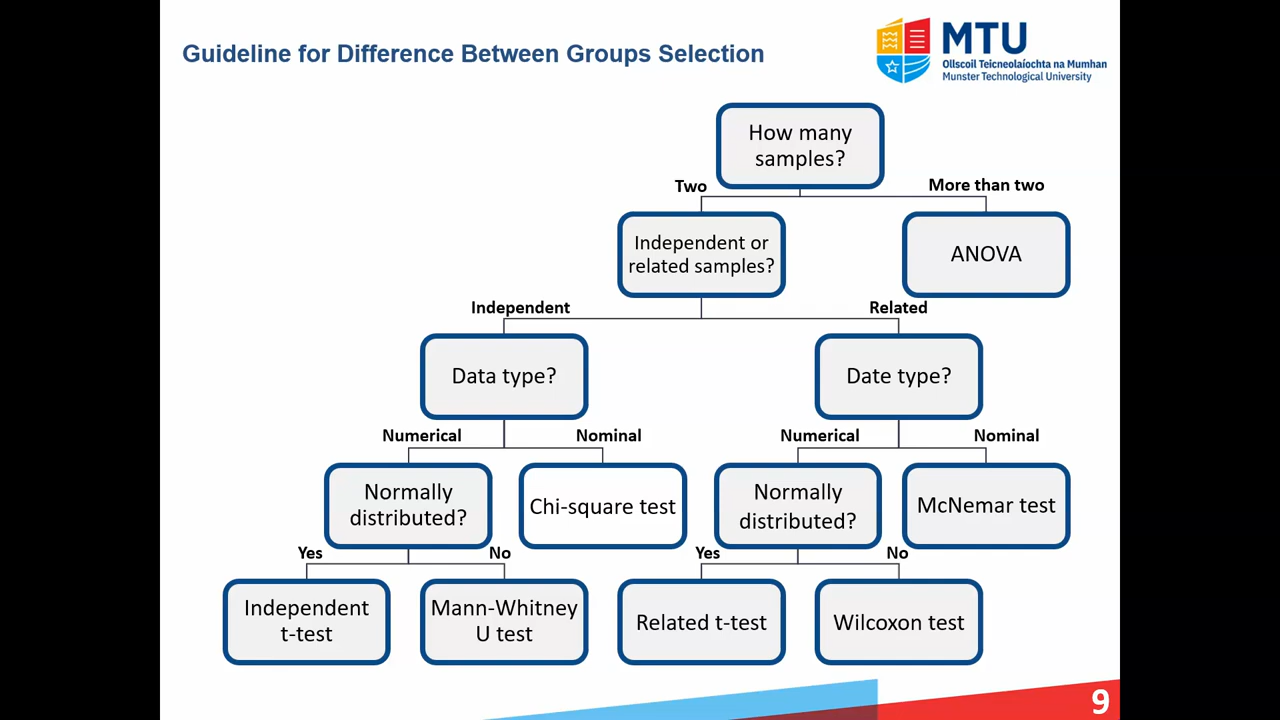 Guideline for Difference Between Groups Selection
MTU
Ollscoil Teicneolaíochta na Mumhan
Munster Technological University
How many
samples?
Two
More than two
Independent or
related samples?
ANOVA
Independent
Related
Data type?
Date type?
Numerical
Nominal
Numerical
Nominal
Normally
distributed?
Chi-square test
Normally
distributed?
McNemar test
Yes
No
Yes
No
Independent
t-test
Mann-Whitney
U test
Related t-test
Wilcoxon test
9